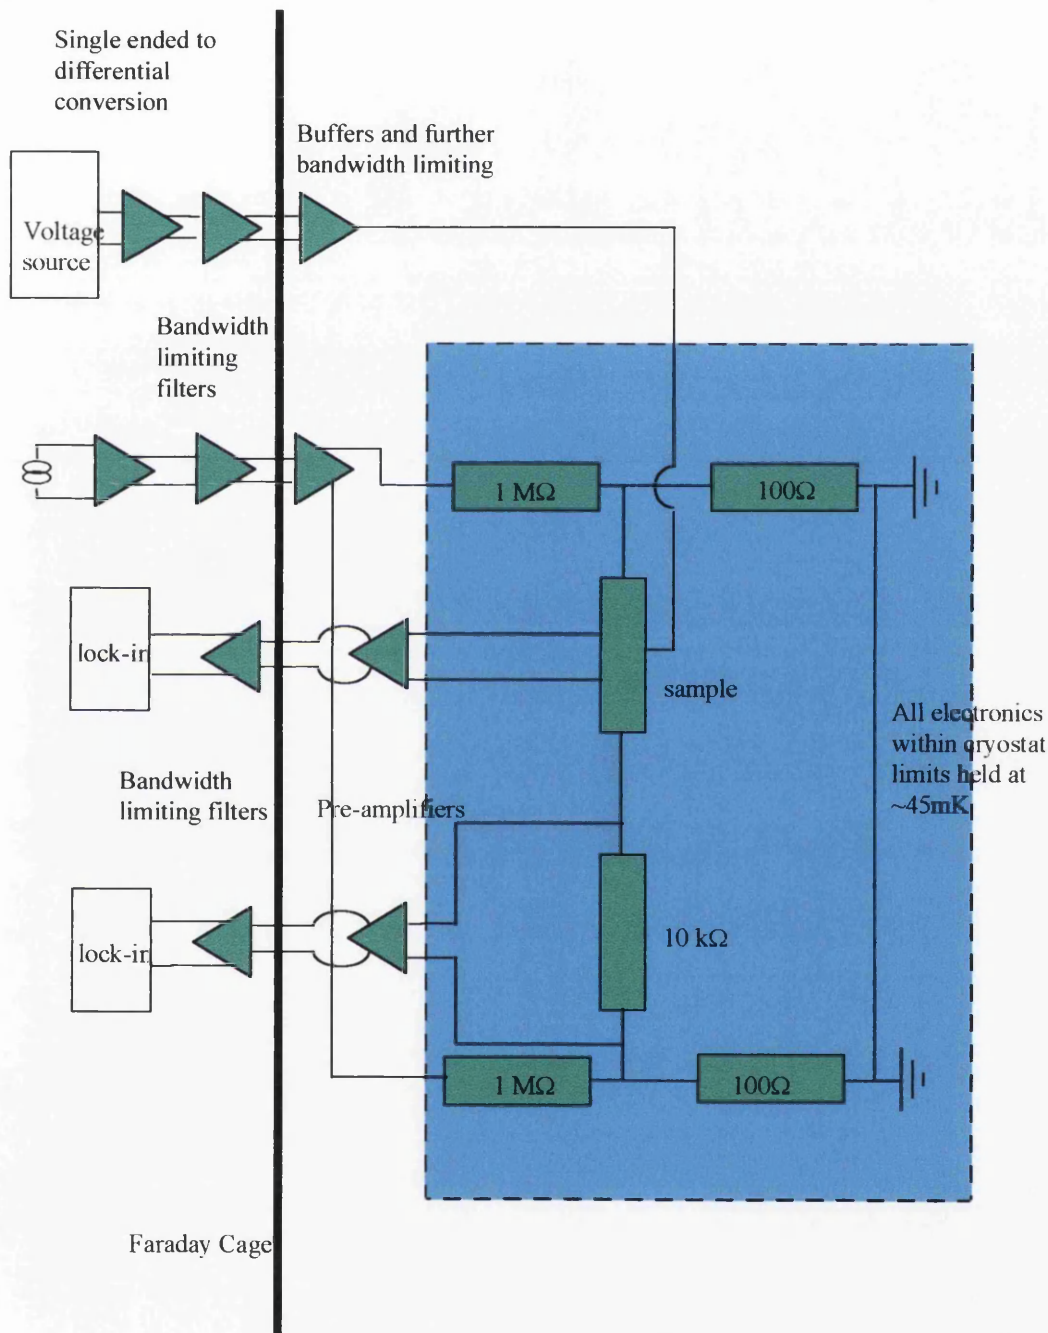 Single ended to
differential
conversion
Buffers and further
bandwidth limiting
Voltage
source
Bandwidth
limiting
filters
1 MΩ
100Ω
lock-in
sample
All electronics
within cryostat
limits held at
~45mK
Bandwidth
limiting filters
Pre-amplifiers
10 kΩ
lock-in
1 MΩ
100Ω
Faraday Cage